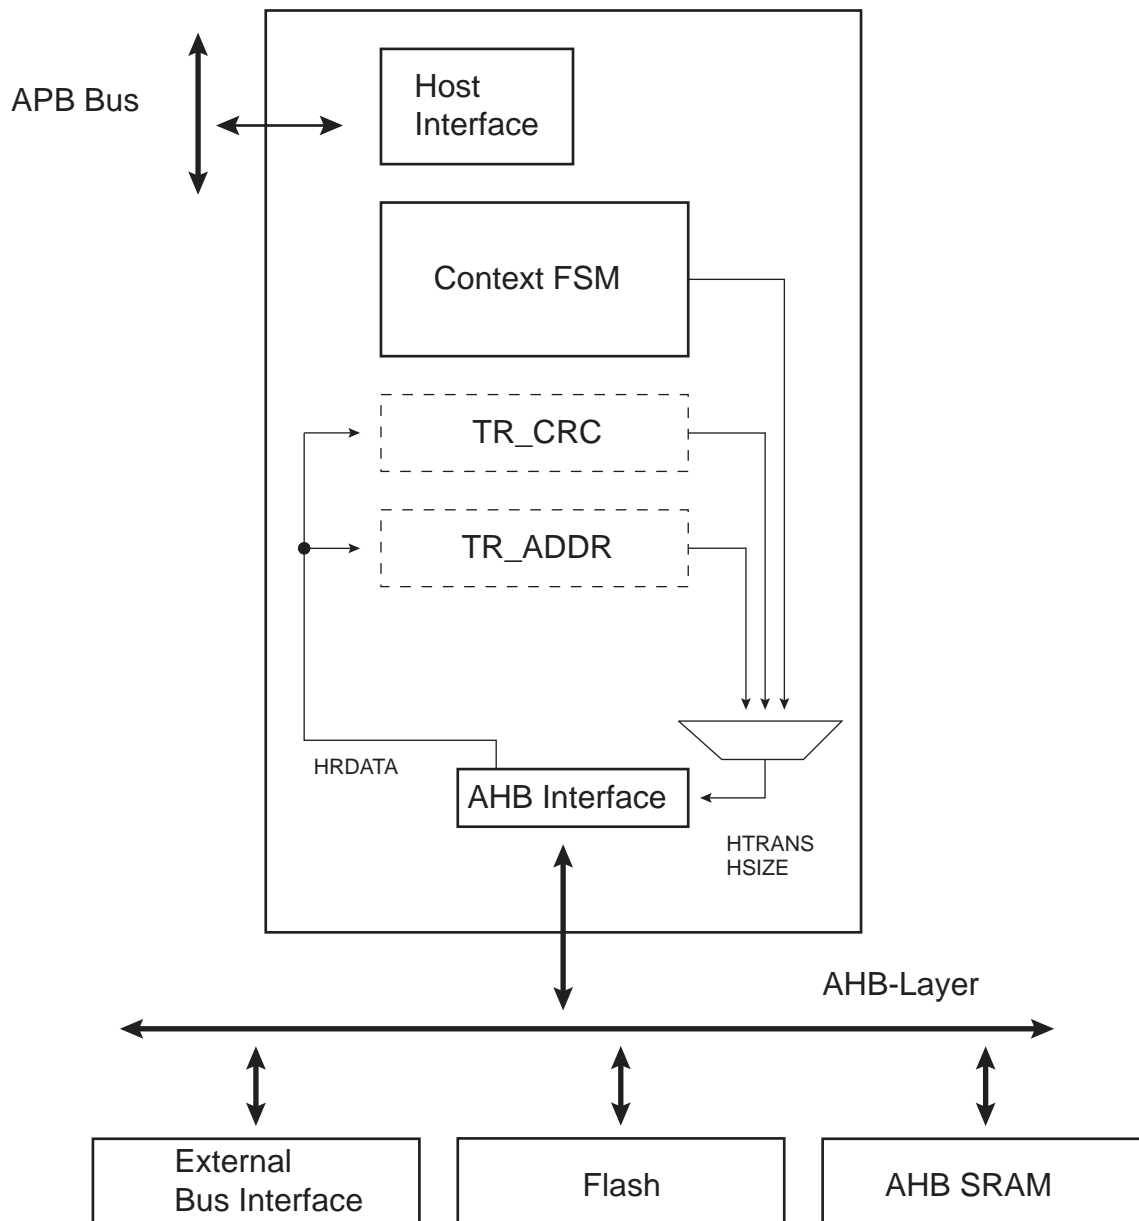 APB Bus
Host
Interface
Context FSM
TR_CRC
TR_ADDR
HRDATA
AHB Interface
HTRANS
HSIZE
AHB-Layer
External
Bus Interface
Flash
AHB SRAM